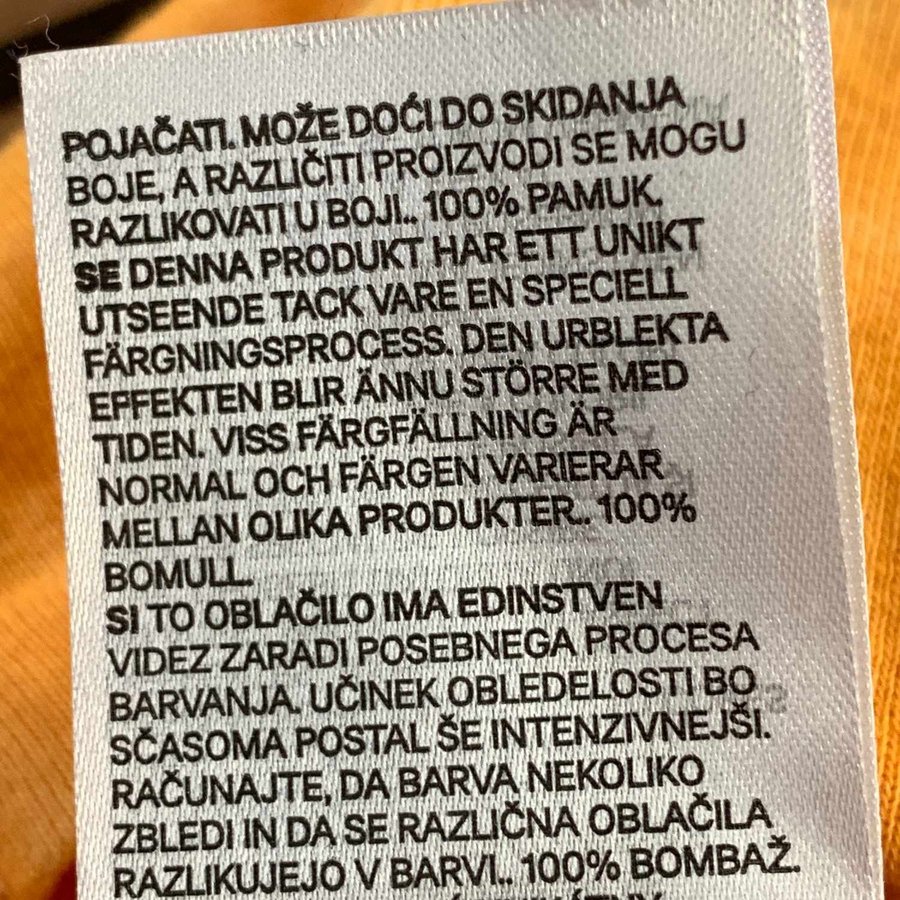 POJAČATI. MOŽE DOĆI DO SKIDANJA
BOJE, A RAZLIČITI PROIZVODI SE MOGU
RAZLIKOVATI U BOJI.. 100% PAMUK.
SE DENNA PRODUKT HAR ETT UNIKT
UTSEENDE TACK VARE EN SPECIELL
FÄRGNINGSPROCESS. DEN URBLEKTA
EFFEKTEN BLIR ÄNNU STÖRRE MED
TIDEN. VISS FÄRGFÄLLNING ÄR
NORMAL OCH FÄRGEN VARIERAR
MELLAN OLIKA PRODUKTER.. 100%
BOMULL.
SI TO OBLAČILO IMA EDINSTVEN
VIDEZ ZARADI POSEBNEGA PROCESA
BARVANJA. UČINEK OBLEDELOSTI BO
SČASOMA POSTAL ŠE INTENZIVNEJŠI.
RAČUNAJTE, DA BARVA NEKOLIKO
ZBLEDI IN DA SE RAZLIČNA OBLAČILA
RAZLIKUJEJO V BARVI.. 100% BOMBAŽ.